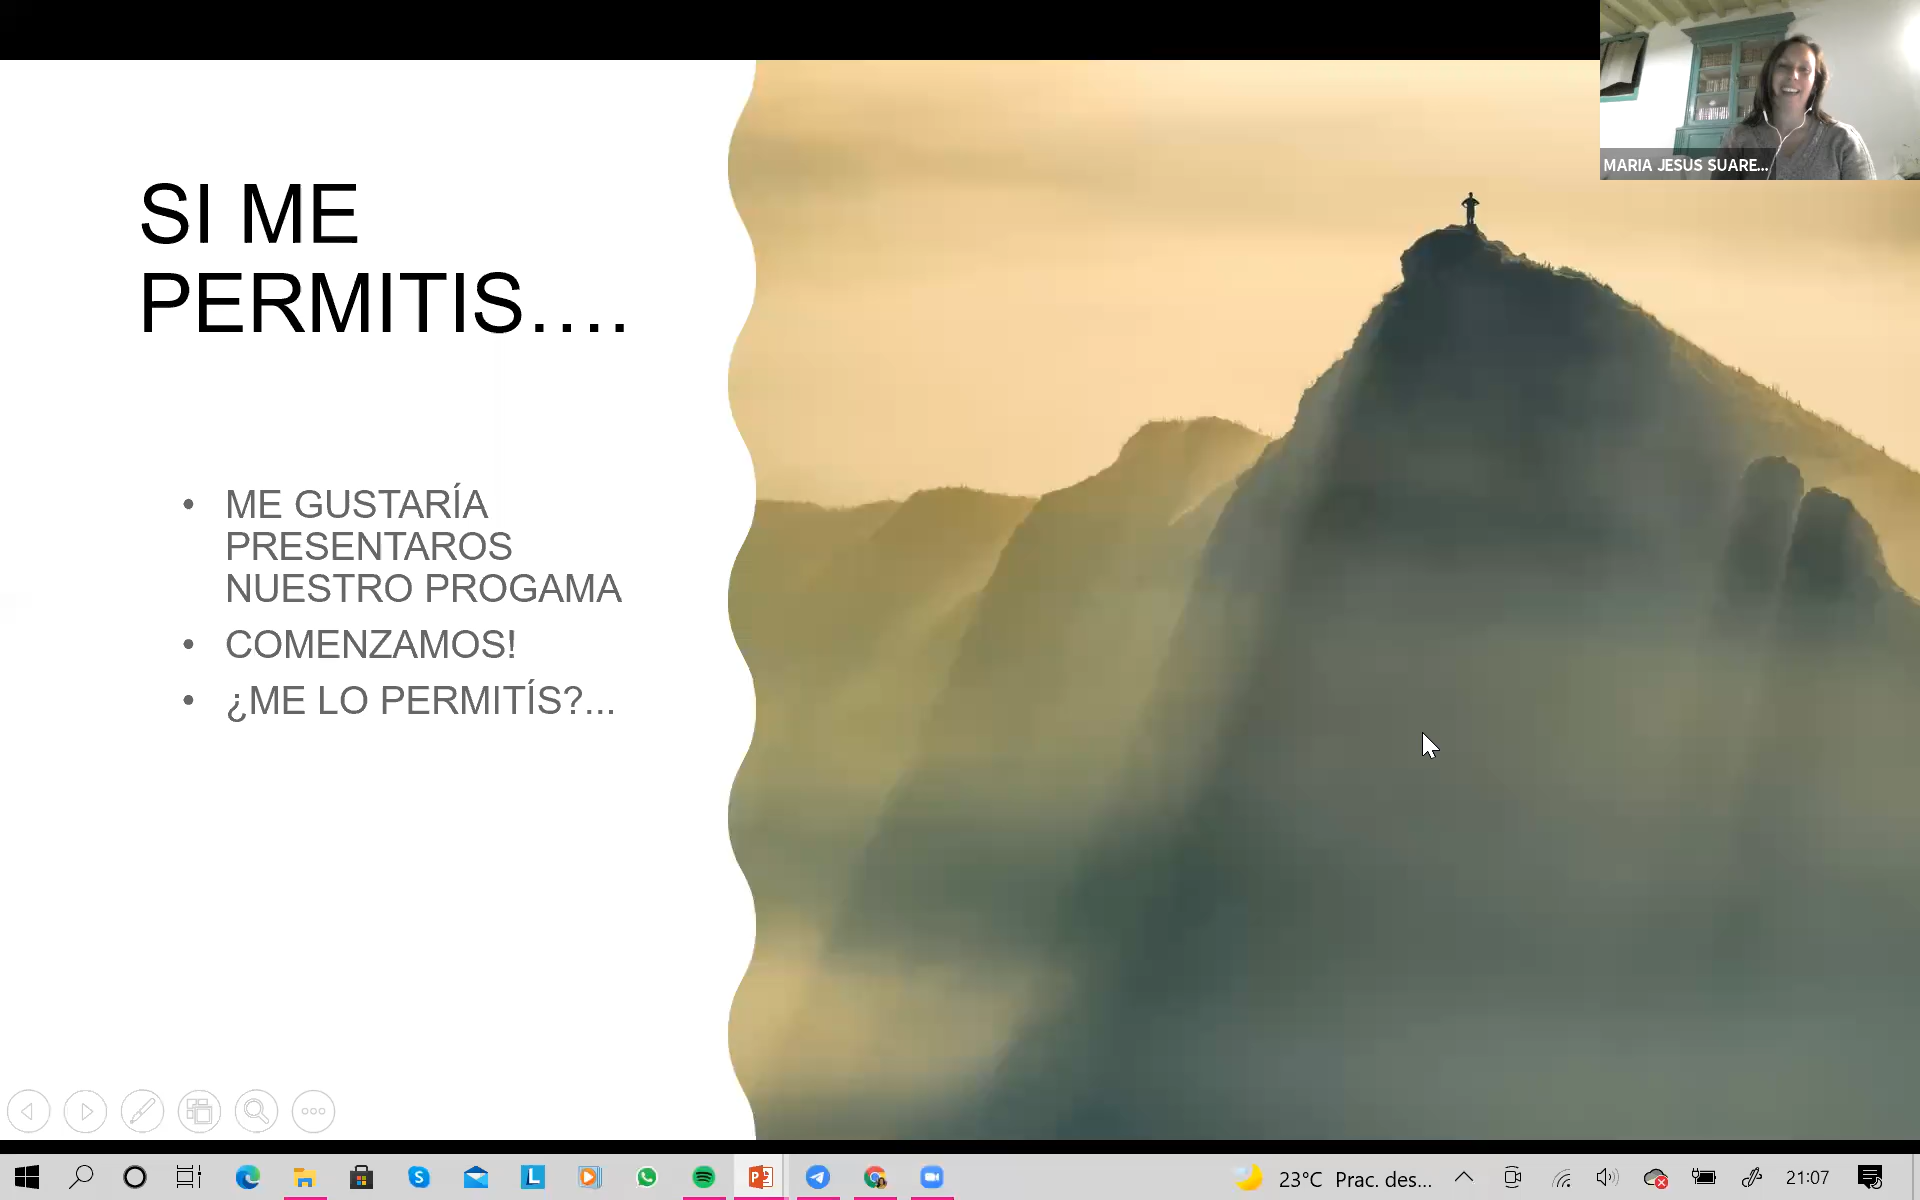 MARIA JESUS SUARE...
SI ME
PERMITIS....
• ME GUSTARÍA
PRESENTAROS
NUESTRO PROGAMA
• COMENZAMOS!
• ¿ME LO PERMITÍS?...
23°C Prac. des... 21:07